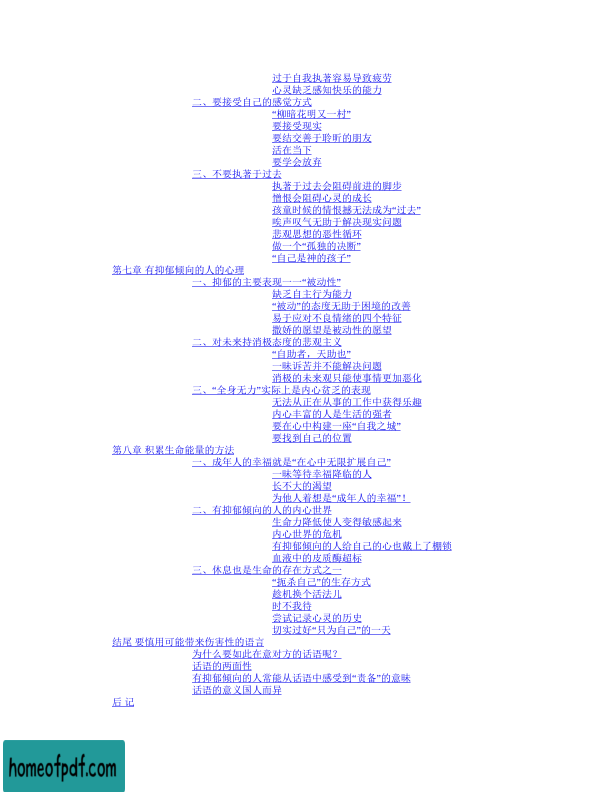 过于自我执著容易导致疲劳
心灵缺乏感知快乐的能力
二、要接受自己的感觉方式
“柳暗花明又一村”
要接受现实
要结交善于聆听的朋友
活在当下
要学会放弃
三、不要执著于过去
执著于过去会阻碍前进的脚步
憎恨会阻碍心灵的成长
孩童时候的情恨撼无法成为“过去”
唉声叹气无助于解决现实问题
悲观思想的恶性循环
做一个“孤独的决断”
“自己是神的孩子”
第七章 有抑郁倾向的人的心理
一、抑郁的主要表现一一“被动性”
缺乏自主行为能力
“被动”的态度无助于困境的改善
易于应对不良情绪的四个特征
撒娇的愿望是被动性的愿望
二、对未来持消极态度的悲观主义
“自助者，天助也”
一味诉苦并不能解决问题
消极的未来观只能使事情更加恶化
三、“全身无力”实际上是内心贫乏的表现
无法从正在从事的工作中获得乐趣
内心丰富的人是生活的强者
要在心中构建一座“自我之城”
要找到自己的位置
第八章 积累生命能量的方法
一、成年人的幸福就是“在心中无限扩展自己”
一味等待幸福降临的人
长不大的渴望
为他人着想是“成年人的幸福”！
二、有抑郁倾向的人的内心世界
生命力降低使人变得敏感起来
内心世界的危机
有抑郁倾向的人给自己的心也戴上了棚锁
血液中的皮质酶超标
三、休息也是生命的存在方式之一
“扼杀自己”的生存方式
趁机换个活法儿
时不我待
尝试记录心灵的历史
切实过好“只为自己”的一天
结尾 要慎用可能带来伤害性的语言
为什么要如此在意对方的话语呢？
话语的两面性
有抑郁倾向的人常能从话语中感受到“责备”的意味
话语的意义国人而异
后 记
homeofpdf.com